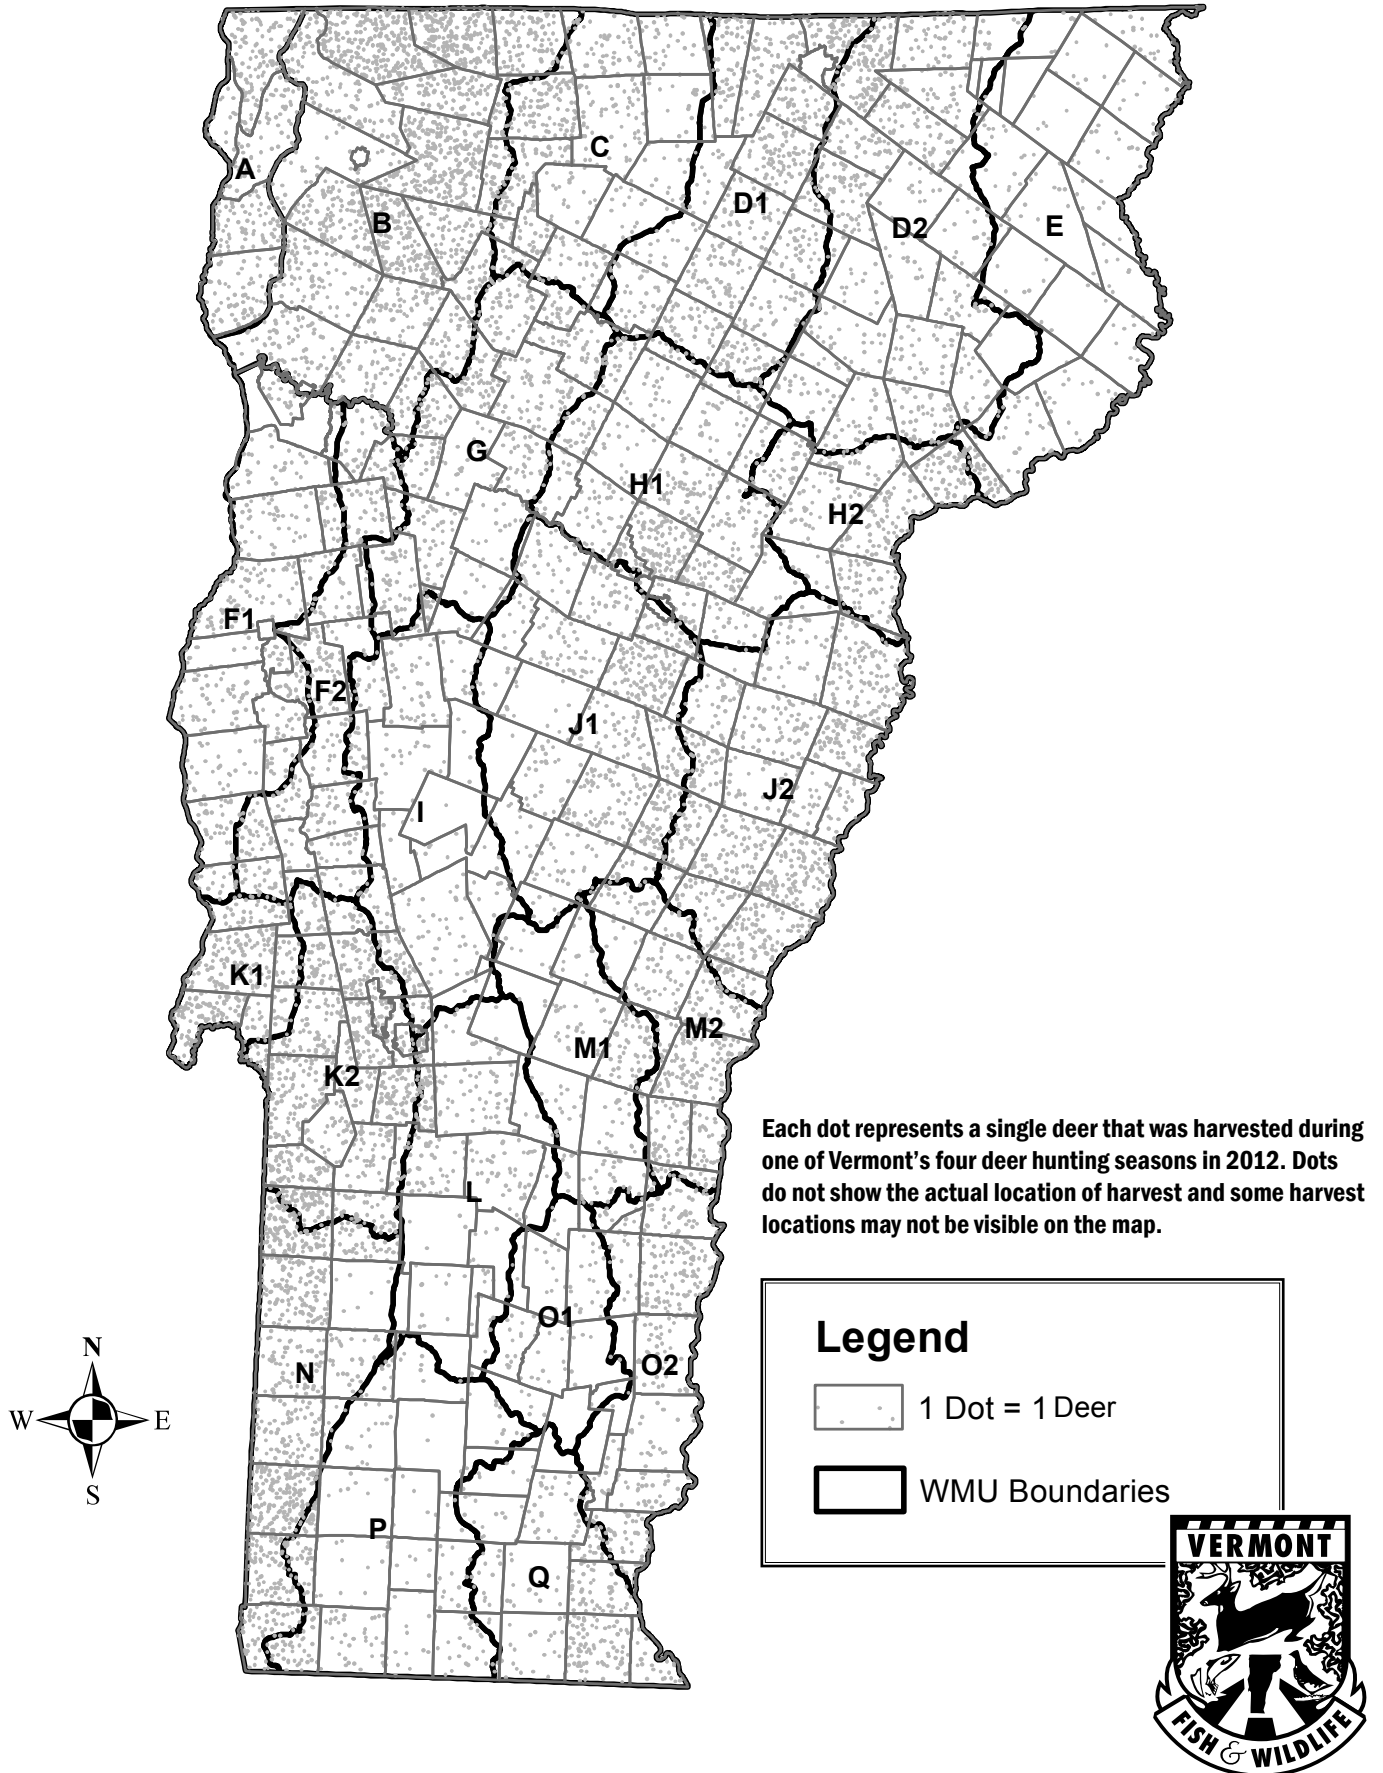 A
B
C
D1
D2
E
G
H1
H2
F1
F2
J1
J2
I
K1
K2
M1
M2
L
O1
O2
N
P
Q
Each dot represents a single deer that was harvested during
one of Vermont’s four deer hunting seasons in 2012. Dots
do not show the actual location of harvest and some harvest
locations may not be visible on the map.
Legend
1 Dot = 1 Deer
WMU Boundaries
N
W E
S
VERMONT
FISH & WILDLIFE